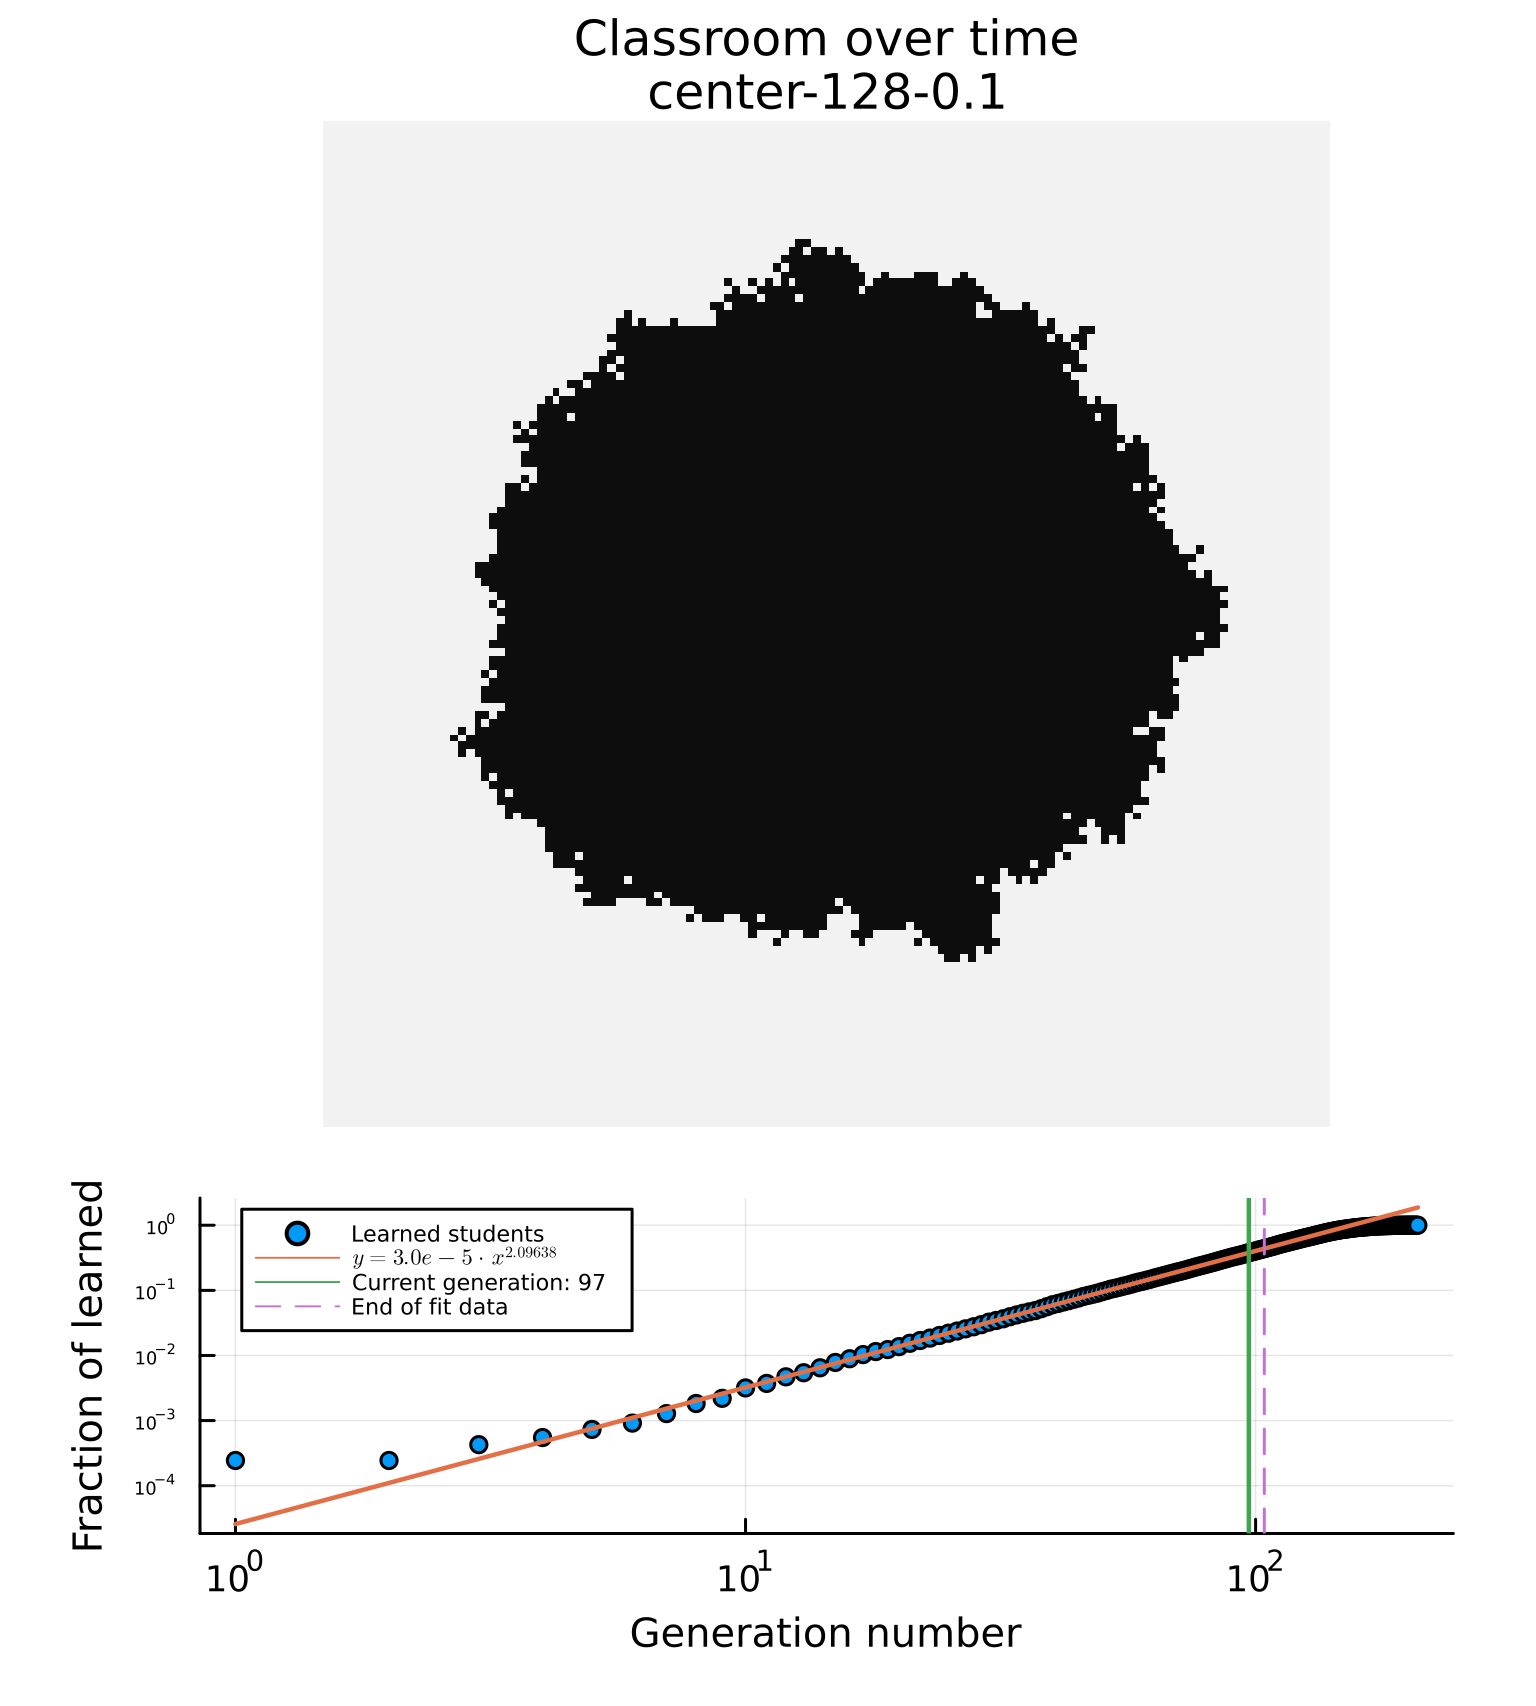 Classroom over time
center-128-0.1
Fraction of learned
10^0
10^−1
10^−2
10^−3
10^−4
Learned students
y = 3.0e − 5 · x^2.09638
Current generation: 97
End of fit data
10^0 10^1 10^2
Generation number